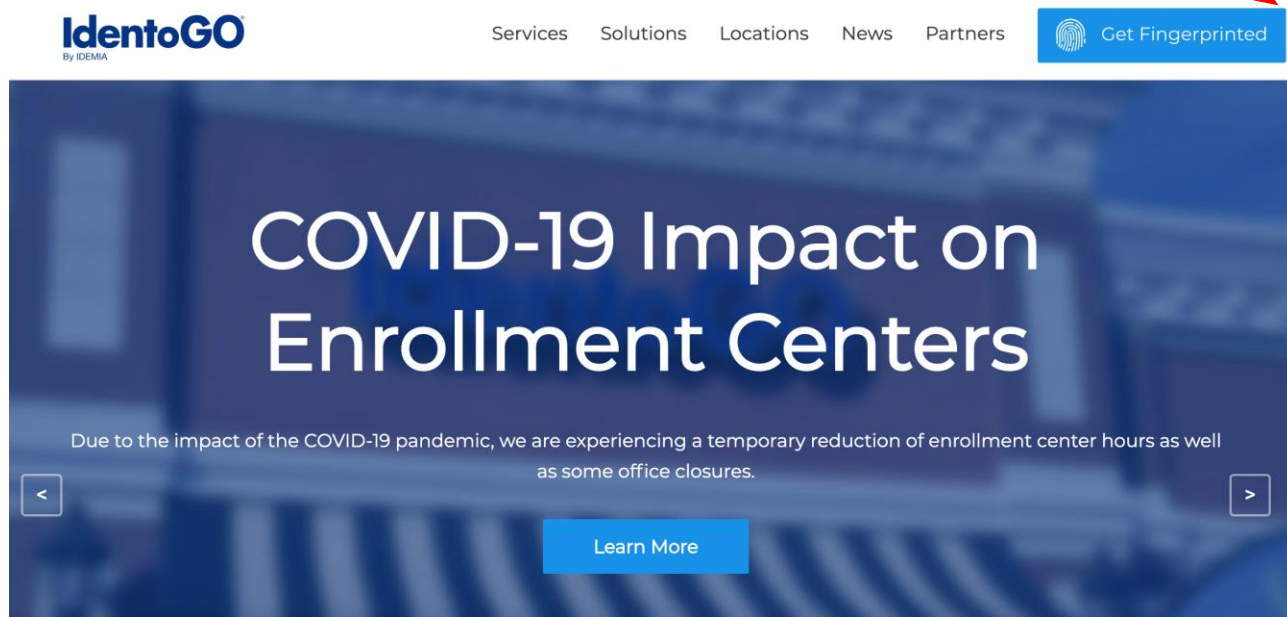 IdentoGO
By IDEMIA
Services Solutions Locations News Partners Get Fingerprinted
COVID-19 Impact on
Enrollment Centers
Due to the impact of the COVID-19 pandemic, we are experiencing a temporary reduction of enrollment center hours as well
as some office closures.
< >
Learn More